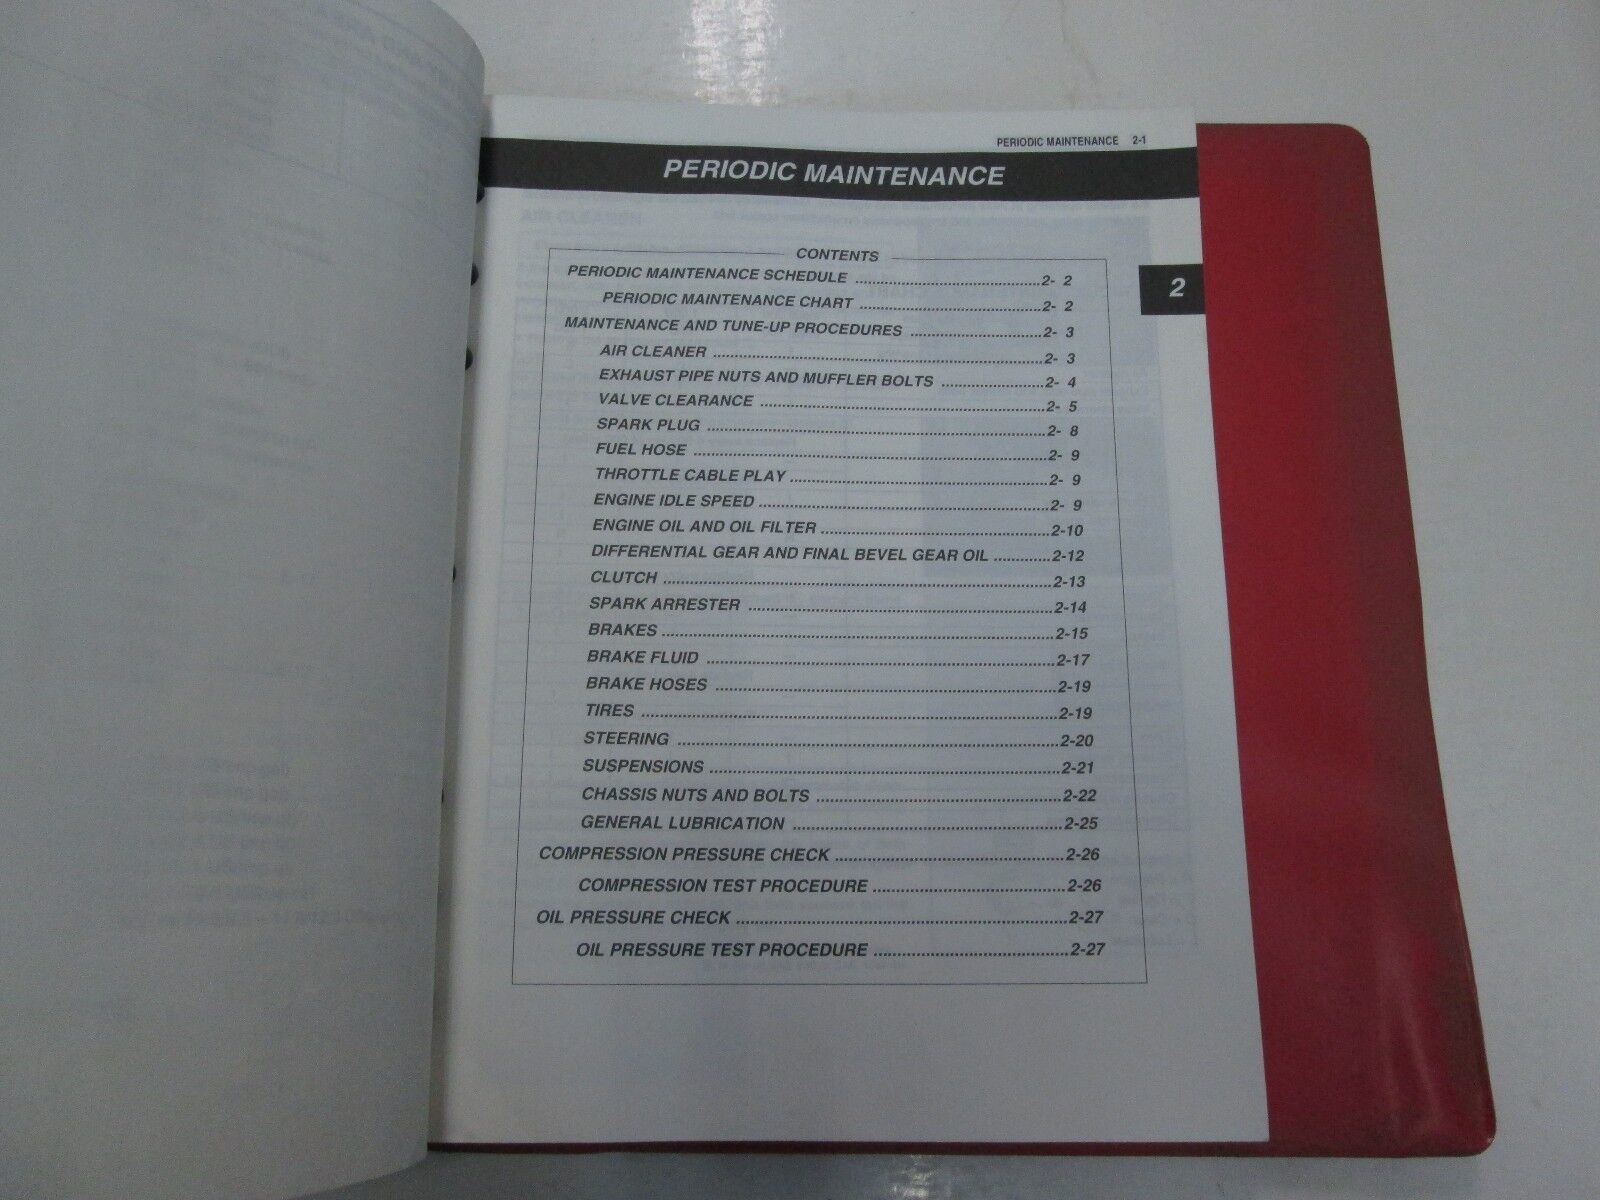 PERIODIC MAINTENANCE 2-1
PERIODIC MAINTENANCE
CONTENTS
PERIODIC MAINTENANCE SCHEDULE ........ 2- 2
PERIODIC MAINTENANCE CHART ........ 2- 2
MAINTENANCE AND TUNE-UP PROCEDURES ........ 2- 3
AIR CLEANER ........ 2- 3
EXHAUST PIPE NUTS AND MUFFLER BOLTS ........ 2- 4
VALVE CLEARANCE ........ 2- 5
SPARK PLUG ........ 2- 8
FUEL HOSE ........ 2- 9
THROTTLE CABLE PLAY ........ 2- 9
ENGINE IDLE SPEED ........ 2- 9
ENGINE OIL AND OIL FILTER ........ 2-10
DIFFERENTIAL GEAR AND FINAL BEVEL GEAR OIL ........ 2-12
CLUTCH ........ 2-13
SPARK ARRESTER ........ 2-14
BRAKES ........ 2-15
BRAKE FLUID ........ 2-17
BRAKE HOSES ........ 2-19
TIRES ........ 2-19
STEERING ........ 2-20
SUSPENSIONS ........ 2-21
CHASSIS NUTS AND BOLTS ........ 2-22
GENERAL LUBRICATION ........ 2-25
COMPRESSION PRESSURE CHECK ........ 2-26
COMPRESSION TEST PROCEDURE ........ 2-26
OIL PRESSURE CHECK ........ 2-27
OIL PRESSURE TEST PROCEDURE ........ 2-27
2